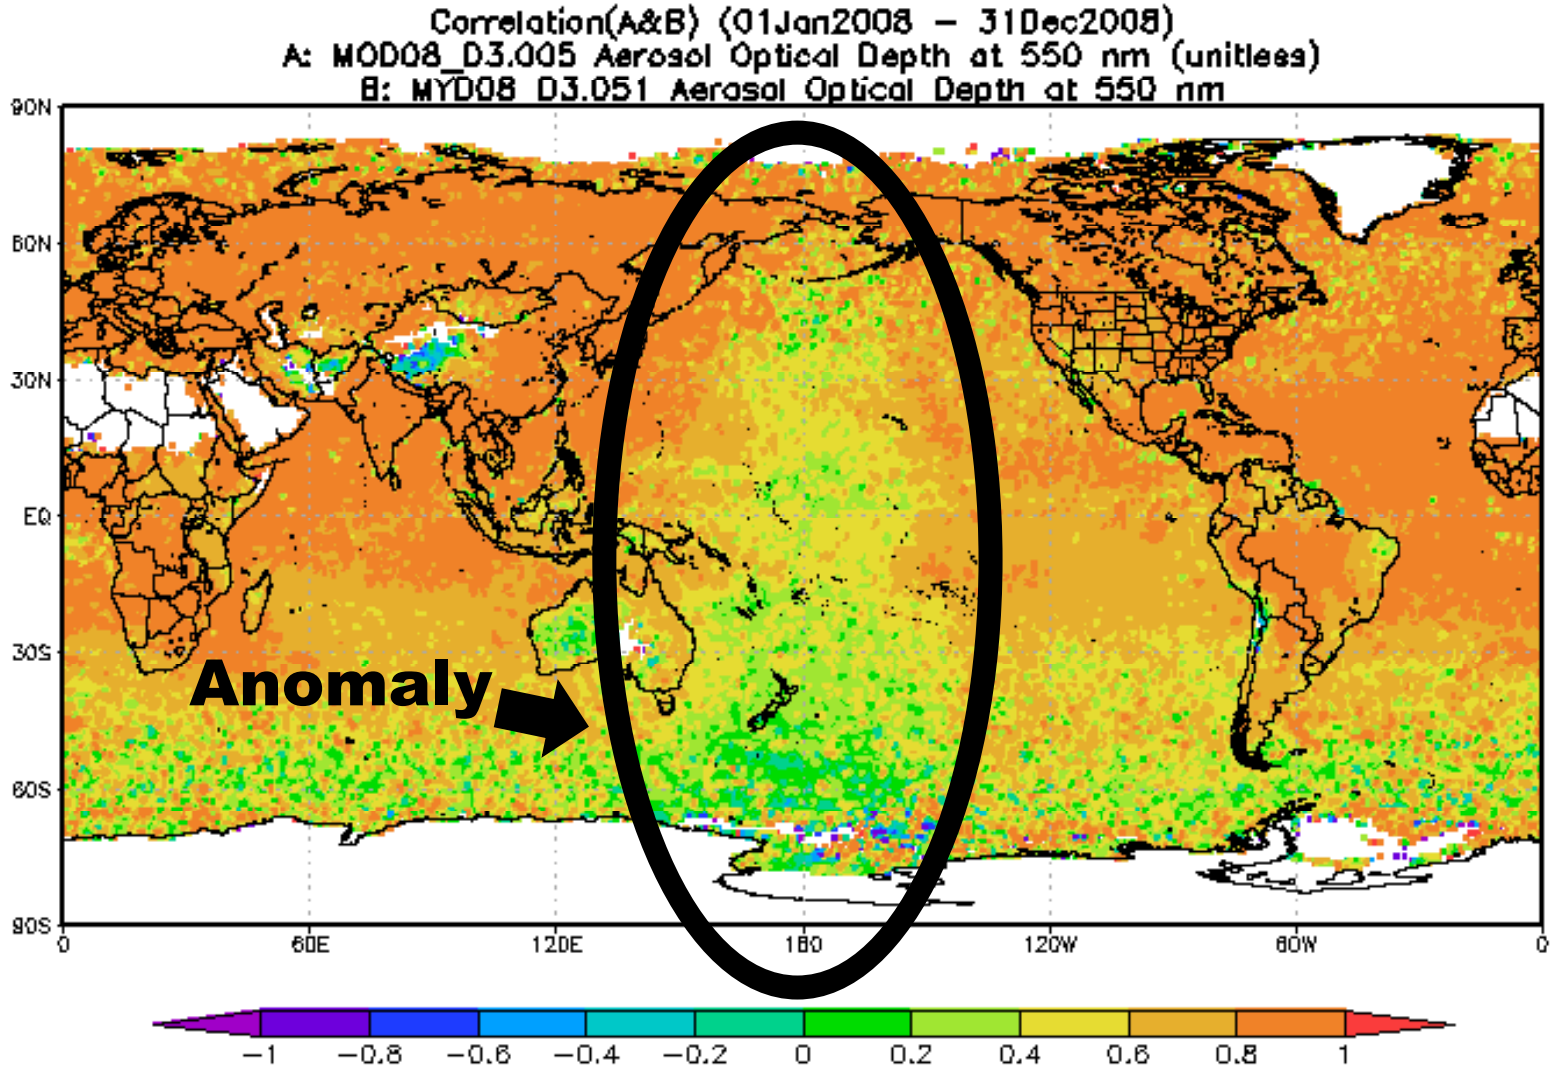 Correlation(A&B) (01Jan2008 - 31Dec2008)
A: MOD08_D3.005 Aerosol Optical Depth at 550 nm (unitless)
B: MYD08 D3.051 Aerosol Optical Depth at 550 nm
90N
60N
30N
EQ
30S
Anomaly
60S
90S
0 60E 120E 180 120W 60W 0
-1 -0.8 -0.6 -0.4 -0.2 0 0.2 0.4 0.6 0.8 1